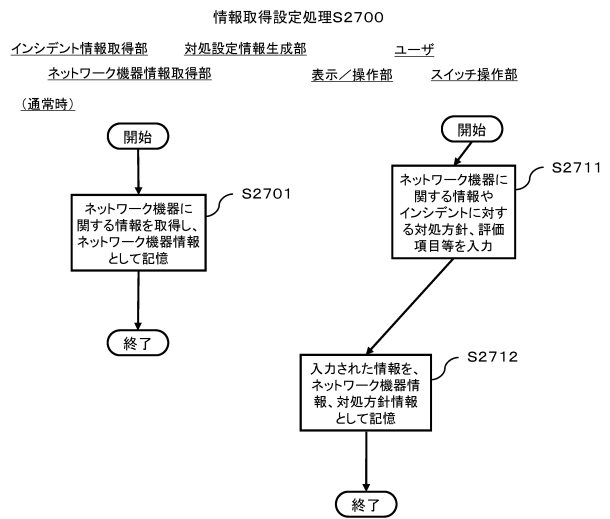 情報取得設定処理S2700
インシデント情報取得部
対処設定情報生成部
ユーザ
ネットワーク機器情報取得部
表示／操作部
スイッチ操作部
（通常時）
開始
ネットワーク機器に
関する情報を取得し、
ネットワーク機器情報
として記憶
S2701
終了
開始
ネットワーク機器に
関する情報や
インシデントに対す
る対処方針、評価
項目等を入力
S2711
入力された情報を、
ネットワーク機器情
報、対処方針情報
として記憶
S2712
終了